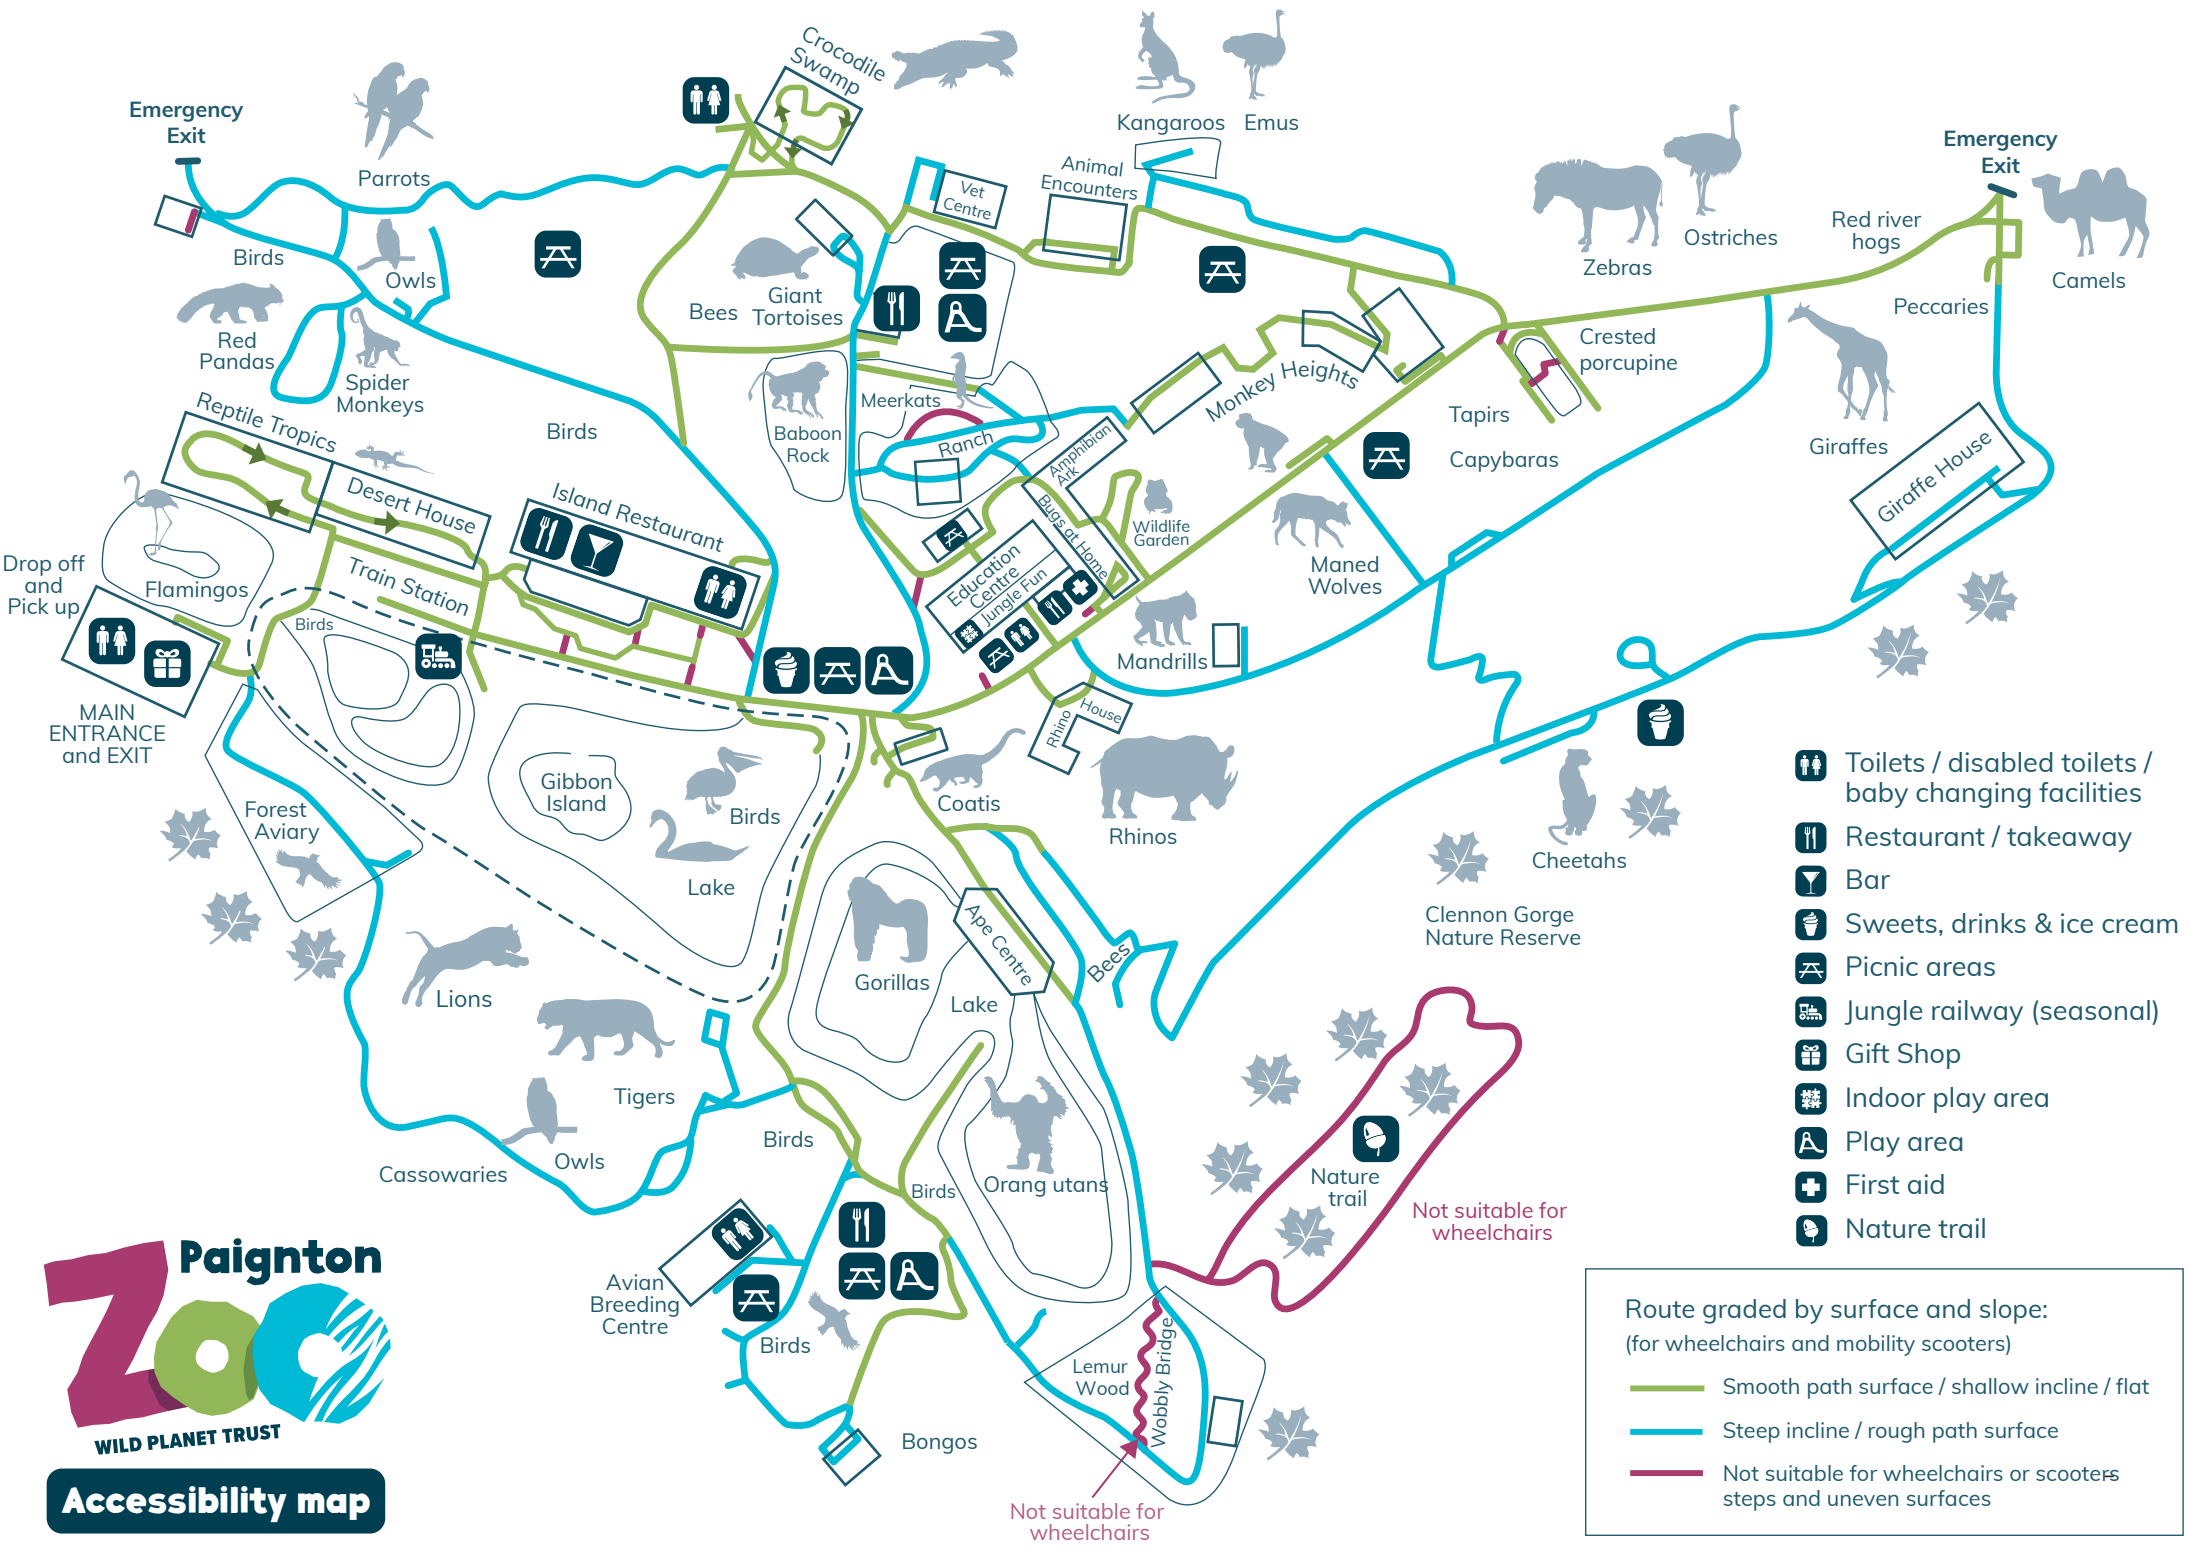 Emergency
Exit
Parrots
Crocodile
Swamp
Kangaroos
Emus
Animal
Encounters
Vet
Centre
Zebras
Ostriches
Red river
hogs
Emergency
Exit
Camels
Peccaries
Birds
Owls
Red
Pandas
Spider
Monkeys
Bees
Giant
Tortoises
Crested
porcupine
Giraffes
Giraffe House
Tapirs
Capybaras
Monkey Heights
Meerkats
Baboon
Rock
Ranch
Amphibian
Ark
Bugs at Home
Wildlife
Garden
Maned
Wolves
Birds
Reptile Tropics
Desert House
Island Restaurant
Train Station
Flamingos
Drop off
and
Pick up
Birds
MAIN
ENTRANCE
and EXIT
Education
Centre
Jungle Fun
Mandrills
Rhino
House
Rhinos
Coatis
Gibbon
Island
Birds
Lake
Forest
Aviary
Lions
Tigers
Gorillas
Lake
Ape Centre
Bees
Cheetahs
Clennon Gorge
Nature Reserve
Cassowaries
Owls
Birds
Birds
Orang utans
Nature
trail
Not suitable for
wheelchairs
Avian
Breeding
Centre
Birds
Bongos
Lemur
Wood
Wobbly Bridge
Not suitable for
wheelchairs
Toilets / disabled toilets /
baby changing facilities
Restaurant / takeaway
Bar
Sweets, drinks & ice cream
Picnic areas
Jungle railway (seasonal)
Gift Shop
Indoor play area
Play area
First aid
Nature trail
Route graded by surface and slope:
(for wheelchairs and mobility scooters)
Smooth path surface / shallow incline / flat
Steep incline / rough path surface
Not suitable for wheelchairs or scooters –
steps and uneven surfaces
Paignton
Zoo
WILD PLANET TRUST
Accessibility map